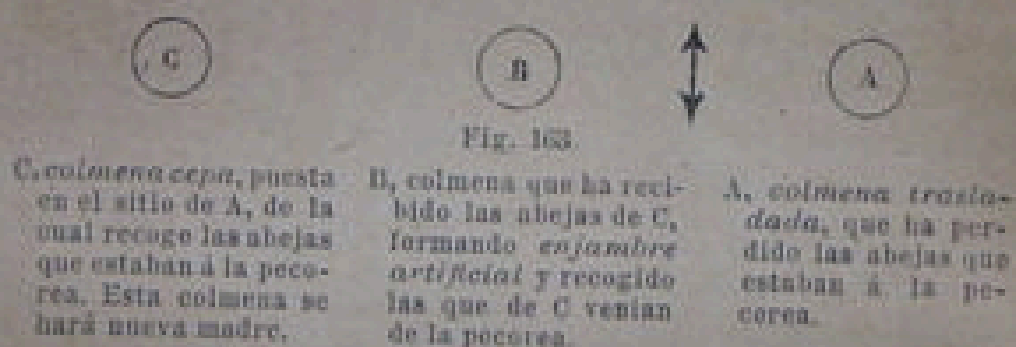 C
B
A
Fig. 163.
C, colmena cepa, puesta
en el sitio de A, de la
cual recoge las abejas
que estaban á la peco-
rea. Esta colmena se
hará nueva madre.
B, colmena que ha reci-
bido las abejas de C,
formando enjambre
artificial y recogido
las que de C venian
de la pecorea.
A, colmena trasla-
dada, que ha per-
dido las abejas que
estaban á la pe-
corea.